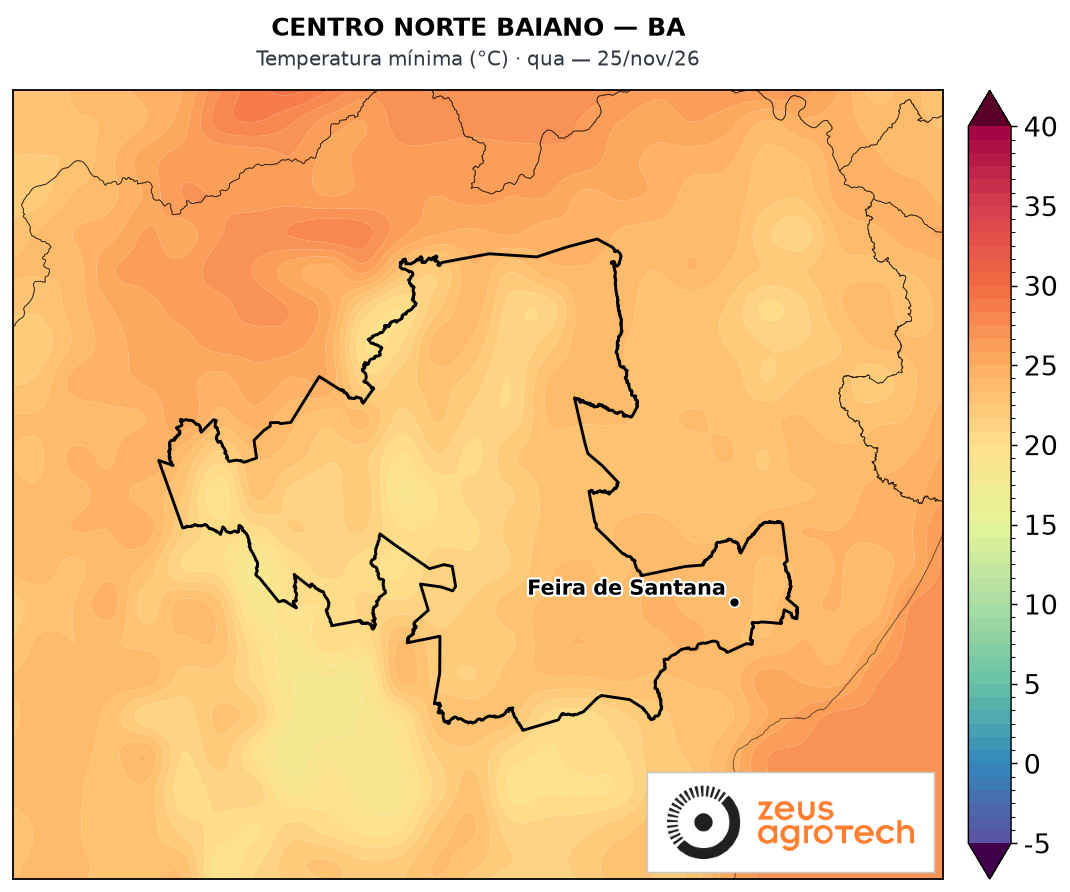 CENTRO NORTE BAIANO — BA
Temperatura mínima (°C) · qua — 25/nov/26
40
35
30
25
20
15
10
5
0
-5
Feira de Santana
zeus
agrotech